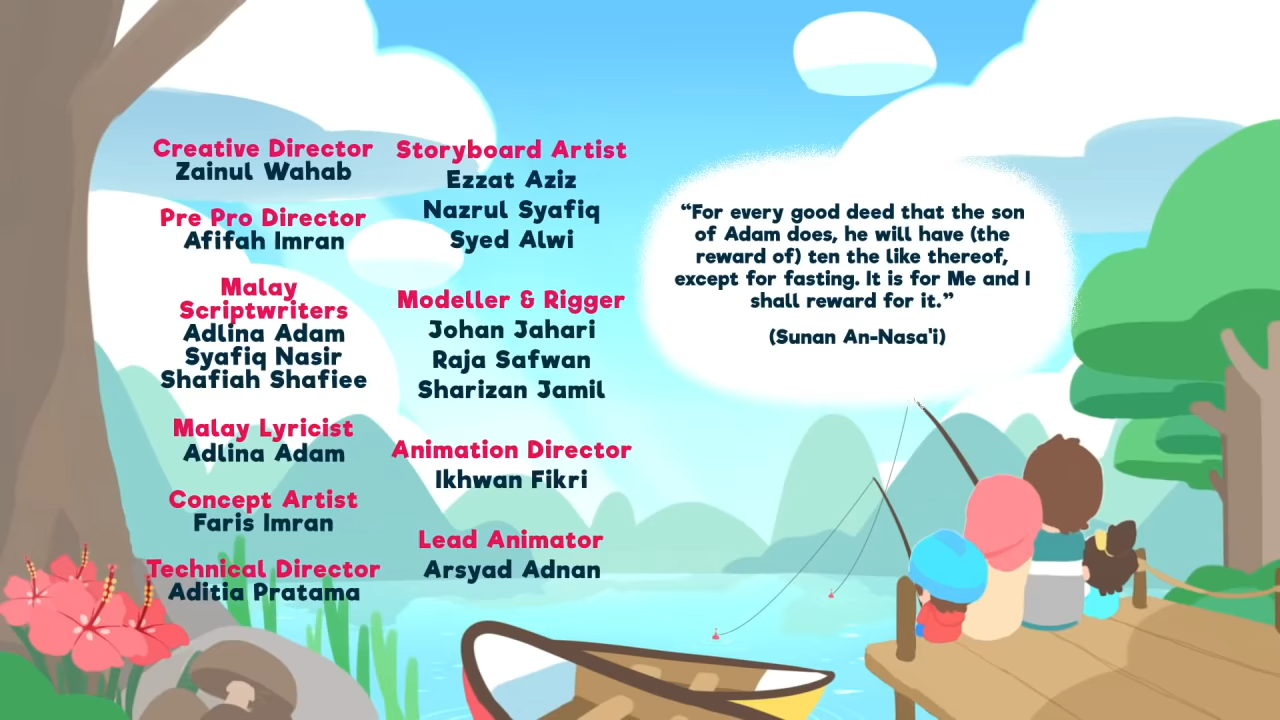 Creative Director
Zainul Wahab
Pre Pro Director
Afifah Imran
Malay
Scriptwriters
Adlina Adam
Syafiq Nasir
Shafiah Shafiee
Malay Lyricist
Adlina Adam
Concept Artist
Faris Imran
Technical Director
Aditia Pratama
Storyboard Artist
Ezzat Aziz
Nazrul Syafiq
Syed Alwi
Modeller & Rigger
Johan Jahari
Raja Safwan
Sharizan Jamil
Animation Director
Ikhwan Fikri
Lead Animator
Arsyad Adnan
“For every good deed that the son
of Adam does, he will have (the
reward of) ten the like thereof,
except for fasting. It is for Me and I
shall reward for it.”
(Sunan An-Nasa'i)